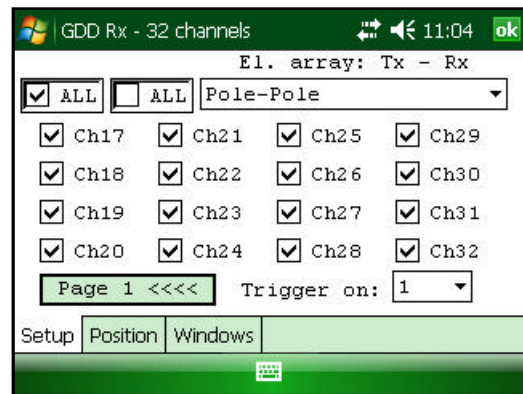 GDD Rx - 32 channels 11:04 ok
El. array: Tx - Rx
ALL ALL Pole-Pole
Ch17 Ch21 Ch25 Ch29
Ch18 Ch22 Ch26 Ch30
Ch19 Ch23 Ch27 Ch31
Ch20 Ch24 Ch28 Ch32
Page 1 <<<< Trigger on: 1
Setup Position Windows